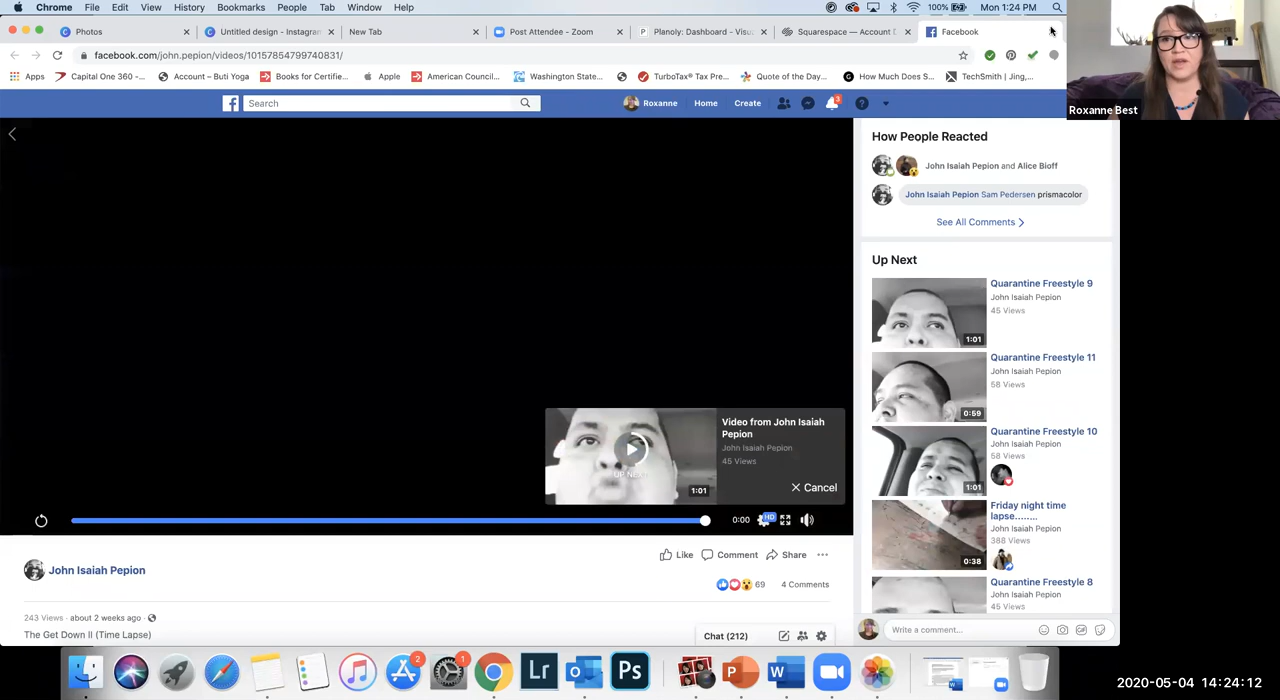 Chrome File Edit View History Bookmarks People Tab Window Help 100% Mon 1:24 PM
Photos Untitled design - Instagram New Tab Post Attendee - Zoom Planoly: Dashboard - Visu Squarespace — Account Facebook
facebook.com/john.pepion/videos/10157854799740831/
Apps Capital One 360 -... Account – Buti Yoga Books for Certifie... Apple American Council... Washington State... TurboTax® Tax Pre... Quote of the Day... How Much Does S... TechSmith | Jing,...
Roxanne Best
Search Roxanne Home Create 3
How People Reacted
John Isaiah Pepion and Alice Bioff
John Isaiah Pepion Sam Pedersen prismacolor
See All Comments
Up Next
Quarantine Freestyle 9
John Isaiah Pepion
45 Views
1:01
Quarantine Freestyle 11
John Isaiah Pepion
58 Views
0:59
Quarantine Freestyle 10
John Isaiah Pepion
58 Views
1:01
Friday night time
lapse........
John Isaiah Pepion
388 Views
0:38
Quarantine Freestyle 8
John Isaiah Pepion
45 Views
Video from John Isaiah
Pepion
John Isaiah Pepion
45 Views
UP NEXT
1:01
Cancel
0:00 HD
Like Comment Share
John Isaiah Pepion
69 4 Comments
243 Views · about 2 weeks ago ·
The Get Down II (Time Lapse)
Chat (212)
Write a comment...
GIF
2 1 Lr Ps P W
2020-05-04 14:24:12